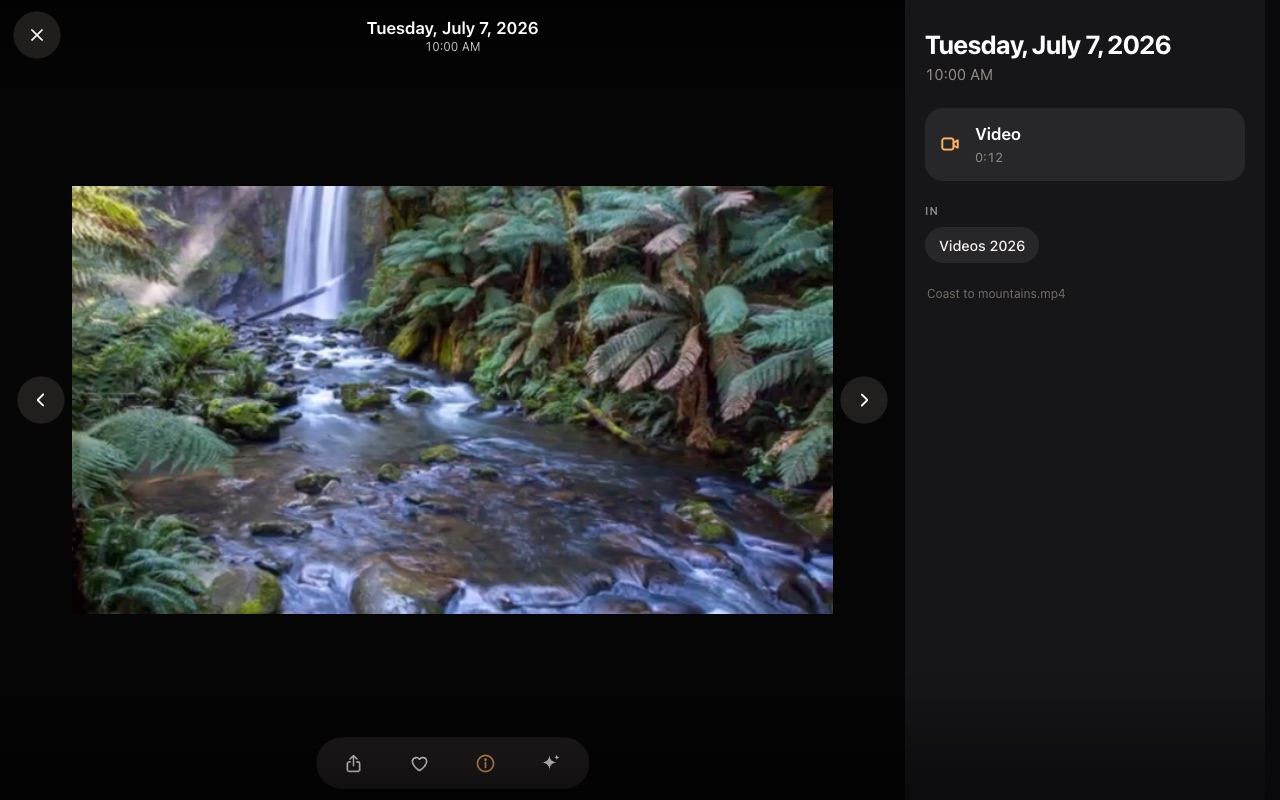 Tuesday, July 7, 2026
10:00 AM
Tuesday, July 7, 2026
10:00 AM
Video
0:12
IN
Videos 2026
Coast to mountains.mp4